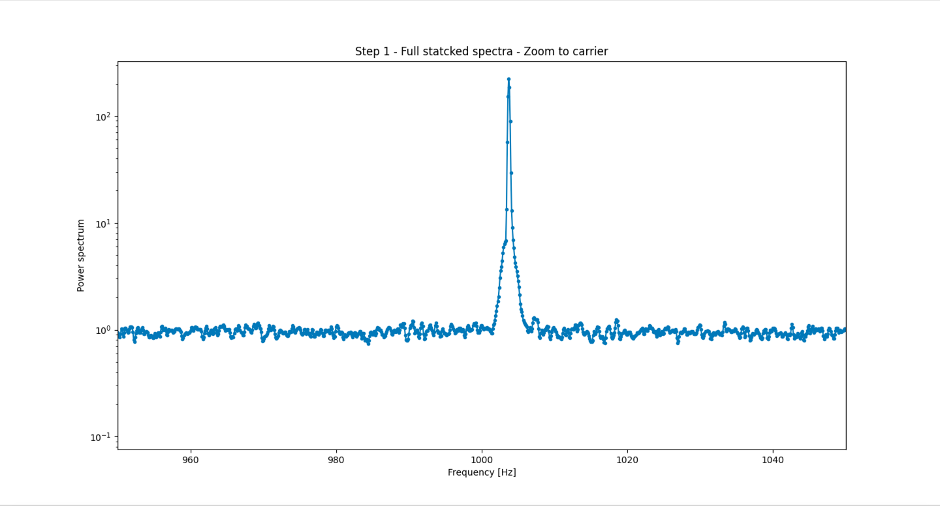 Step 1 - Full statcked spectra - Zoom to carrier
Power spectrum
10²
10¹
10⁰
10⁻¹
960 980 1000 1020 1040
Frequency [Hz]